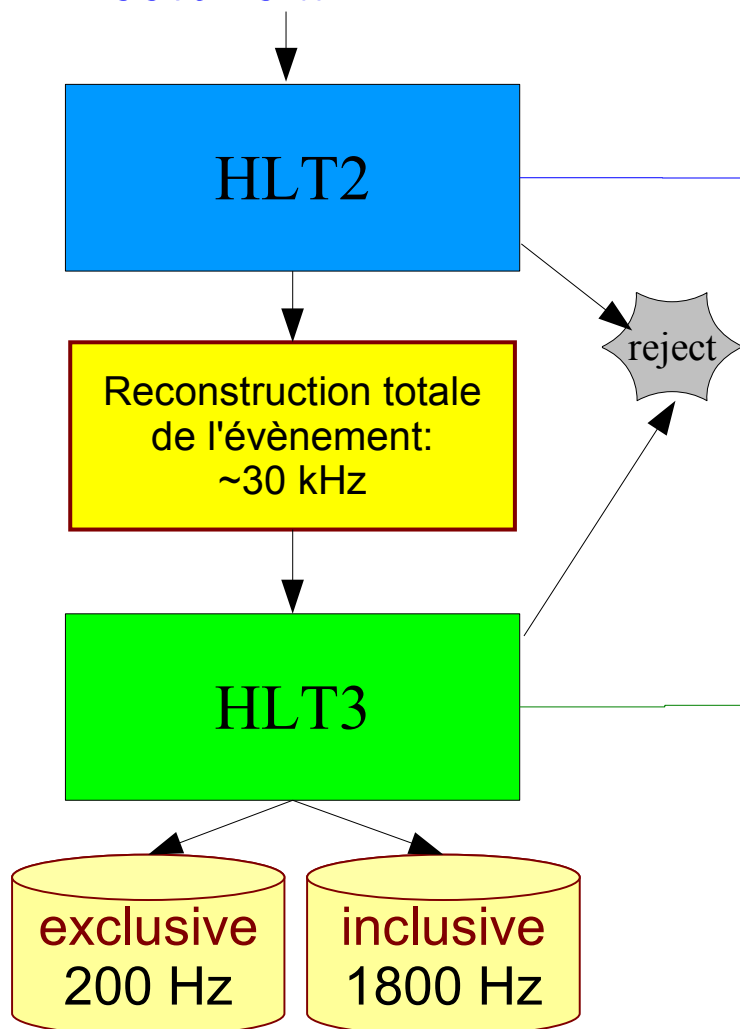 HLT2
reject
Reconstruction totale
de l'évènement:
~30 kHz
HLT3
exclusive
200 Hz
inclusive
1800 Hz